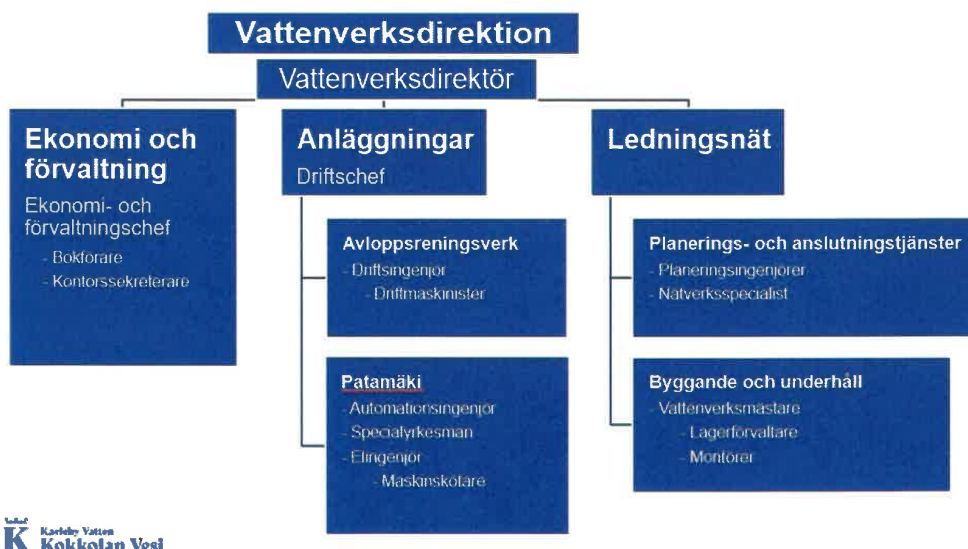 Vattenverksdirektion
Vattenverksdirektör
Ekonomi och
förvaltning
Ekonomi- och
förvaltningschef
- Bokförare
- Kontorssekreterare
Anläggningar
Driftschef
Avloppsreningsverk
- Driftsingenjör
- Driftmaskinister
Patamäki
- Automationsingenjör
- Specialyrkesman
- Elingenjör
- Maskinskötare
Ledningsnät
Planerings- och anslutningstjänster
- Planeringsingenjörer
- Nätverksspecialist
Byggande och underhåll
- Vattenverksmästare
- Lagerförvaltare
- Montörer
K
Karleby Vatten
Kokkolan Vesi